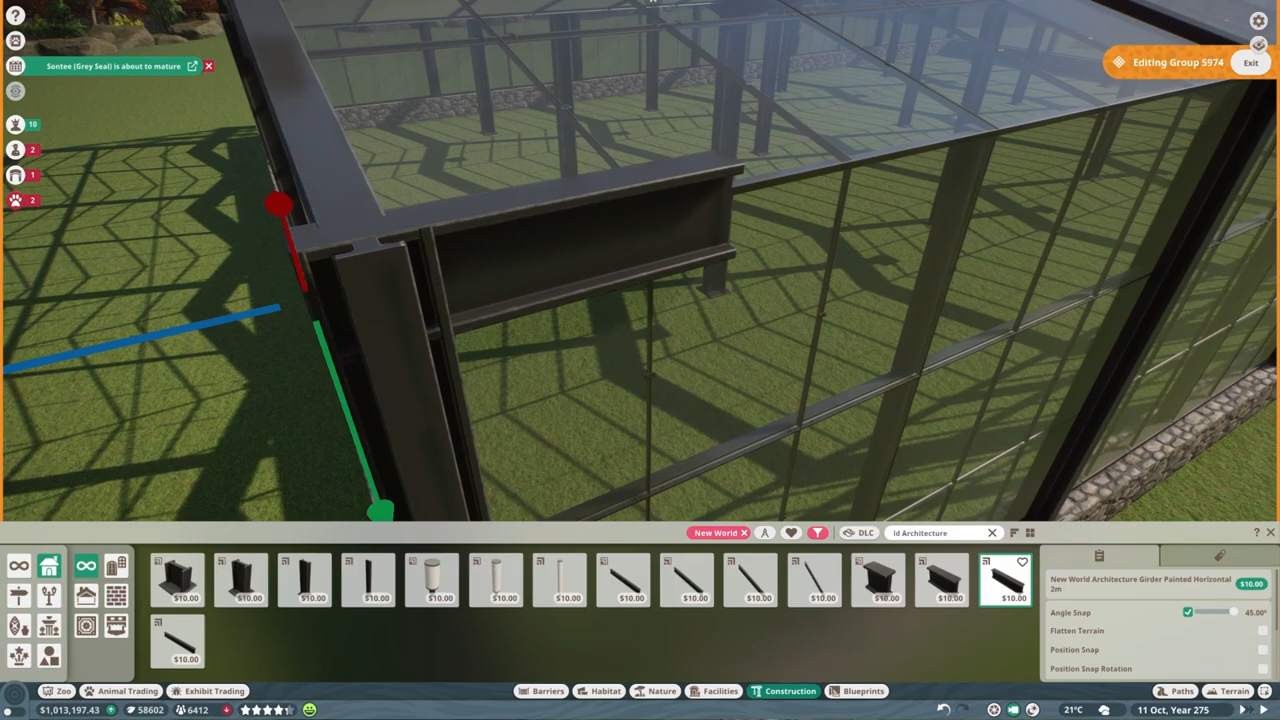 ?
Sontee (Grey Seal) is about to mature
Editing Group 5974
Exit
10
2
1
2
New World
DLC
ld Architecture
?
$10.00 $10.00 $10.00 $10.00 $10.00 $10.00 $10.00 $10.00 $10.00 $10.00 $10.00 $10.00 $10.00 $10.00
$10.00
New World Architecture Girder Painted Horizontal
2m
$10.00
Angle Snap
45.00°
Flatten Terrain
Position Snap
Position Snap Rotation
Zoo
Animal Trading
Exhibit Trading
Barriers
Habitat
Nature
Facilities
Construction
Blueprints
Paths
Terrain
$1,013,197.43
58602
6412
21°C
11 Oct, Year 275